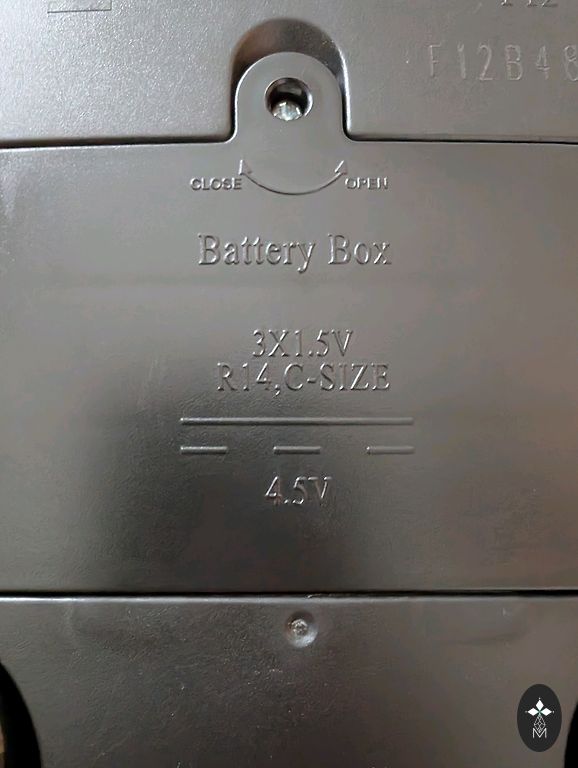 F12B48
CLOSE OPEN
Battery Box
3X1.5V
R14,C-SIZE
4.5V
M